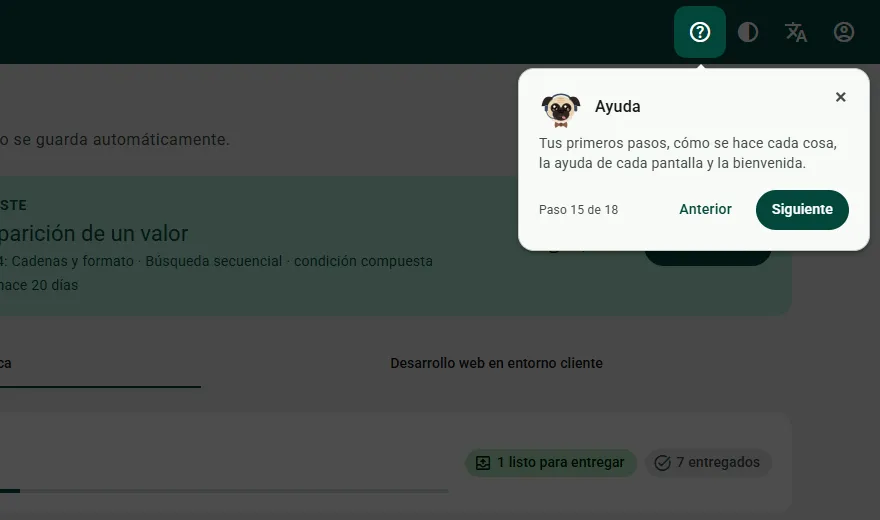 Ayuda
Tus primeros pasos, cómo se hace cada cosa,
la ayuda de cada pantalla y la bienvenida.
Paso 15 de 18
Anterior
Siguiente
o se guarda automáticamente.
STE
parición de un valor
4: Cadenas y formato · Búsqueda secuencial · condición compuesta
hace 20 días
ca
Desarrollo web en entorno cliente
1 listo para entregar
7 entregados